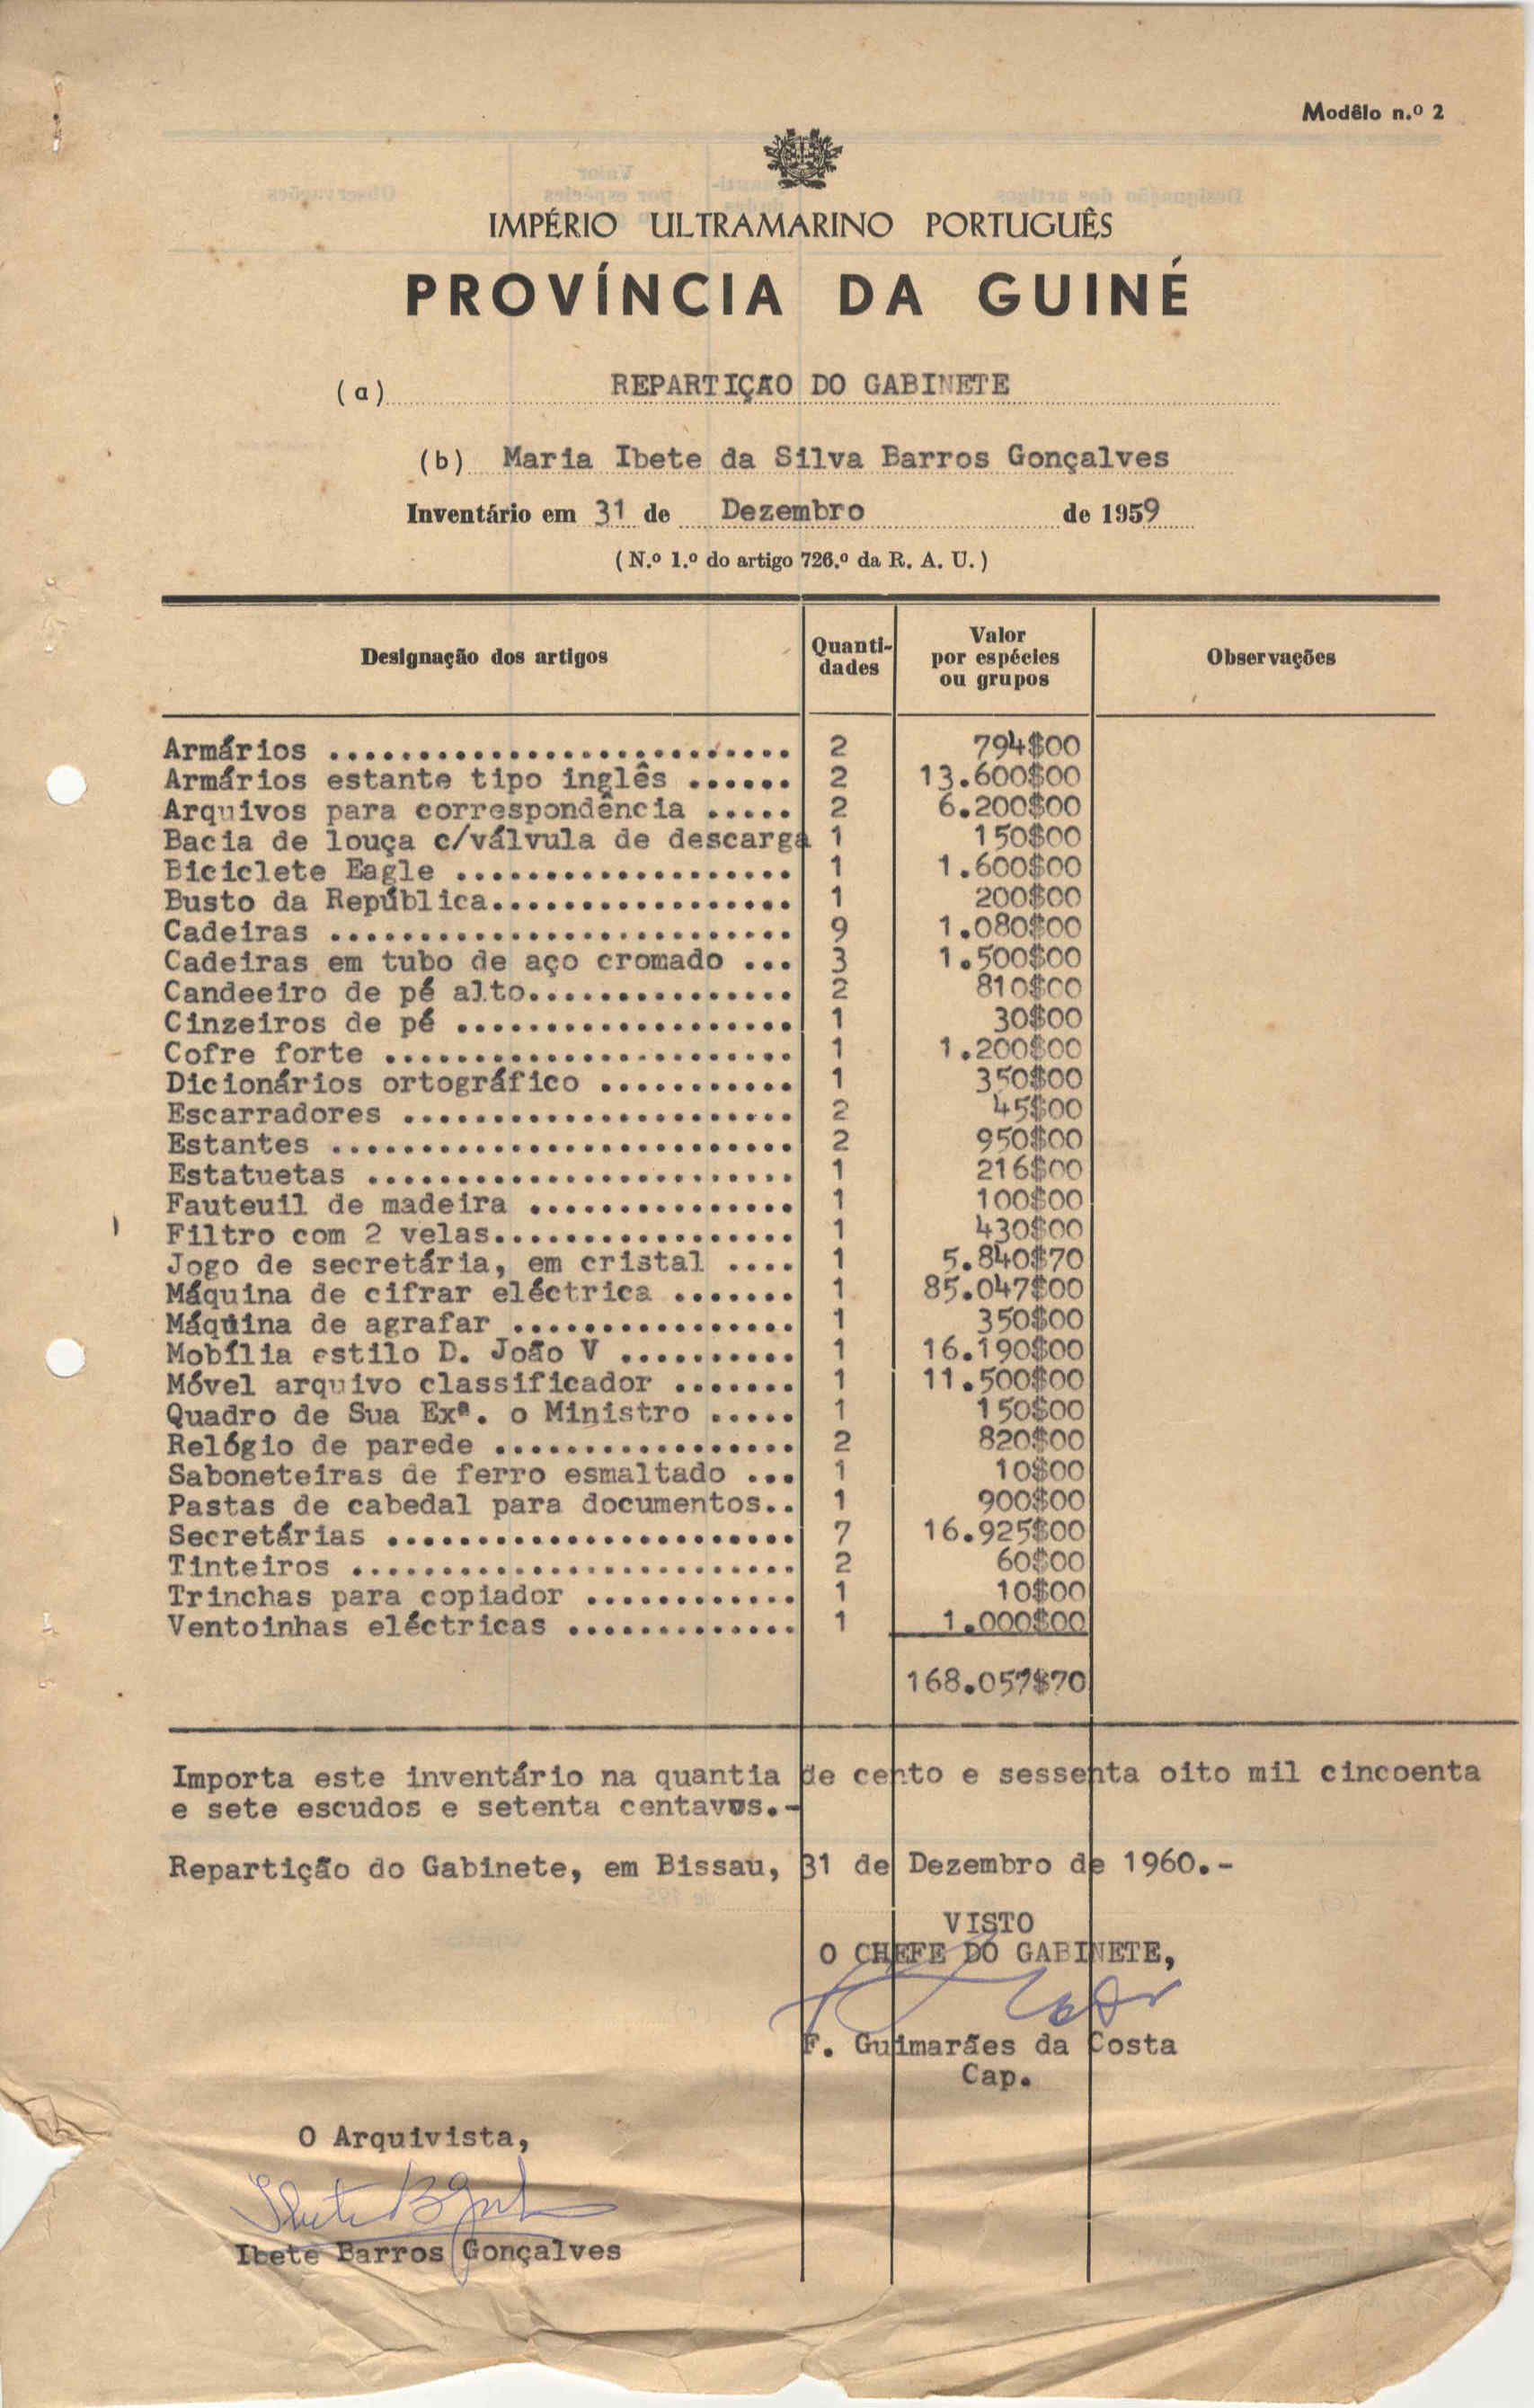 Modêlo n.º 2
IMPÉRIO ULTRAMARINO PORTUGUÊS
PROVÍNCIA DA GUINÉ
(a) REPARTIÇÃO DO GABINETE
(b) Maria Ibete da Silva Barros Gonçalves
Inventário em 31 de Dezembro de 1959
(N.º 1.º do artigo 726.º da R. A. U.)
Designação dos artigos Quanti-dades Valor por espécies ou grupos Observações
Armários .......................... 2 794$00
Armários estante tipo inglês ...... 2 13.600$00
Arquivos para correspondência ..... 2 6.200$00
Bacia de louça c/válvula de descarga 1 150$00
Biciclete Eagle ................... 1 1.600$00
Busto da República................. 1 200$00
Cadeiras .......................... 9 1.080$00
Cadeiras em tubo de aço cromado ... 3 1.500$00
Candeeiro de pé alto............... 2 810$00
Cinzeiros de pé ................... 1 30$00
Cofre forte ....................... 1 1.200$00
Dicionários ortográfico ........... 1 350$00
Escarradores ...................... 2 45$00
Estantes .......................... 2 950$00
Estatuetas ........................ 1 216$00
Fauteuil de madeira ............... 1 100$00
Filtro com 2 velas................. 1 430$00
Jogo de secretária, em cristal .... 1 5.840$70
Máquina de cifrar eléctrica ....... 1 85.047$00
Máquina de agrafar ................ 1 350$00
Mobília estilo D. João V .......... 1 16.190$00
Móvel arquivo classificador ....... 1 11.500$00
Quadro de Sua Exª. o Ministro ..... 1 150$00
Relógio de parede ................. 2 820$00
Saboneteiras de ferro esmaltado ... 1 10$00
Pastas de cabedal para documentos.. 1 900$00
Secretárias ....................... 7 16.925$00
Tinteiros ......................... 2 60$00
Trinchas para copiador ............ 1 10$00
Ventoinhas eléctricas ............. 1 1.000$00
168.057$70
Importa este inventário na quantia de cento e sessenta oito mil cincoenta
e sete escudos e setenta centavos.-
Repartição do Gabinete, em Bissau, 31 de Dezembro de 1960.-
VISTO
O CHEFE DO GABINETE,
F. Guimarães da Costa
Cap.
O Arquivista,
Ibete Barros Gonçalves